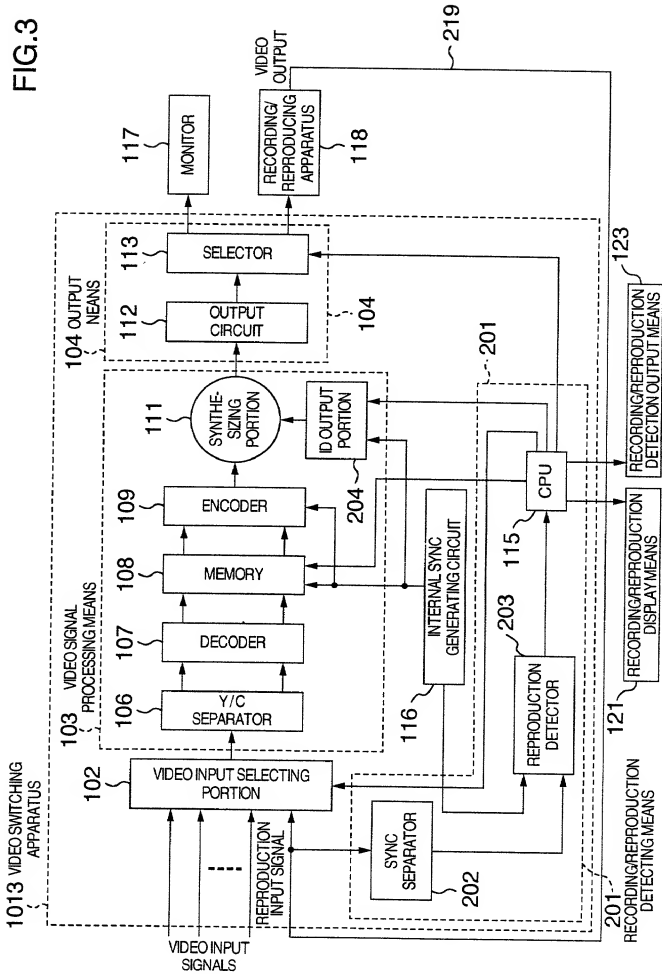 FIG.3
1013 VIDEO SWITCHING
APPARATUS
103 VIDEO SIGNAL
PROCESSING MEANS
104 OUTPUT
NEANS
VIDEO INPUT
SIGNALS
REPRODUCTION
INPUT SIGNAL
102
VIDEO INPUT SELECTING
PORTION
106
Y/C
SEPARATOR
107
DECODER
108
MEMORY
109
ENCODER
111
SYNTHE-
SIZING
PORTION
ID OUTPUT
PORTION
204
112
OUTPUT
CIRCUIT
113
SELECTOR
104
117
MONITOR
RECORDING/
REPRODUCING
APPARATUS
118
VIDEO
OUTPUT
219
INTERNAL SYNC
GENERATING CIRCUIT
116
201
SYNC
SEPARATOR
202
203
REPRODUCTION
DETECTOR
CPU
115
201
RECORDING/REPRODUCTION
DETECTING MEANS
RECORDING/REPRODUCTION
DISPLAY MEANS
121
RECORDING/REPRODUCTION
DETECTION OUTPUT MEANS
123